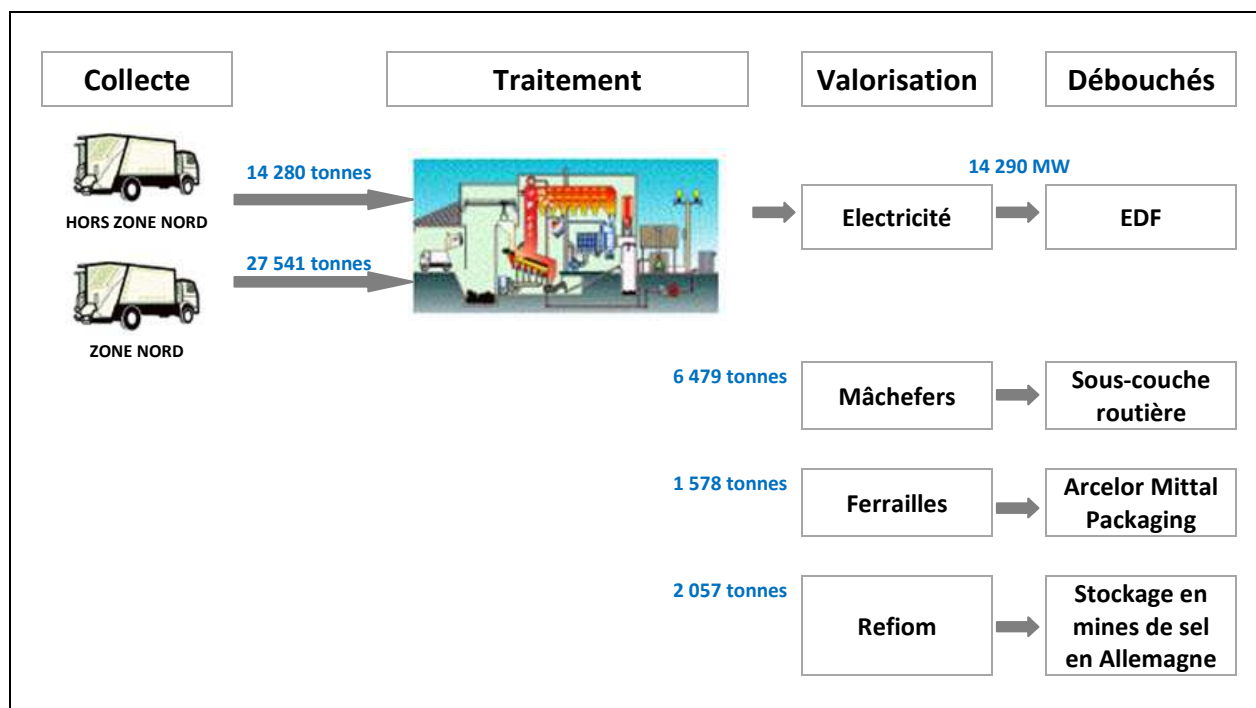 Collecte
Traitement
Valorisation
Débouchés
14 280 tonnes
HORS ZONE NORD
27 541 tonnes
ZONE NORD
Electricité
14 290 MW
EDF
6 479 tonnes
Mâchefers
Sous-couche
routière
1 578 tonnes
Ferrailles
Arcelor Mittal
Packaging
2 057 tonnes
Refiom
Stockage en
mines de sel
en Allemagne